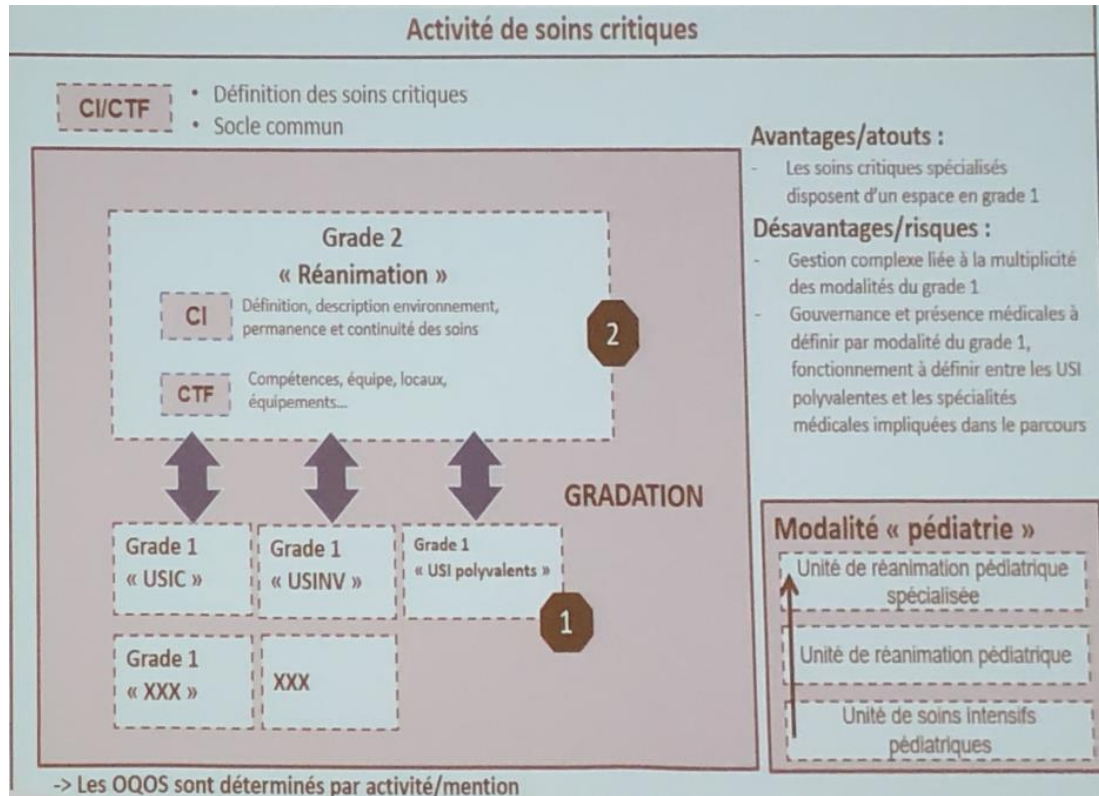 Activité de soins critiques
CI/CTF
• Définition des soins critiques
• Socle commun
Grade 2
« Réanimation »
CI
Définition, description environnement,
permanence et continuité des soins
CTF
Compétences, équipe, locaux,
équipements...
2
GRADATION
Grade 1
« USIC »
Grade 1
« USINV »
Grade 1
« USI polyvalents »
1
Grade 1
« XXX »
XXX
-> Les OQOS sont déterminés par activité/mention
Avantages/atouts :
- Les soins critiques spécialisés
disposent d'un espace en grade 1
Désavantages/risques :
- Gestion complexe liée à la multiplicité
des modalités du grade 1
- Gouvernance et présence médicales à
définir par modalité du grade 1,
fonctionnement à définir entre les USI
polyvalentes et les spécialités
médicales impliquées dans le parcours
Modalité « pédiatrie »
Unité de réanimation pédiatrique
spécialisée
Unité de réanimation pédiatrique
Unité de soins intensifs
pédiatriques